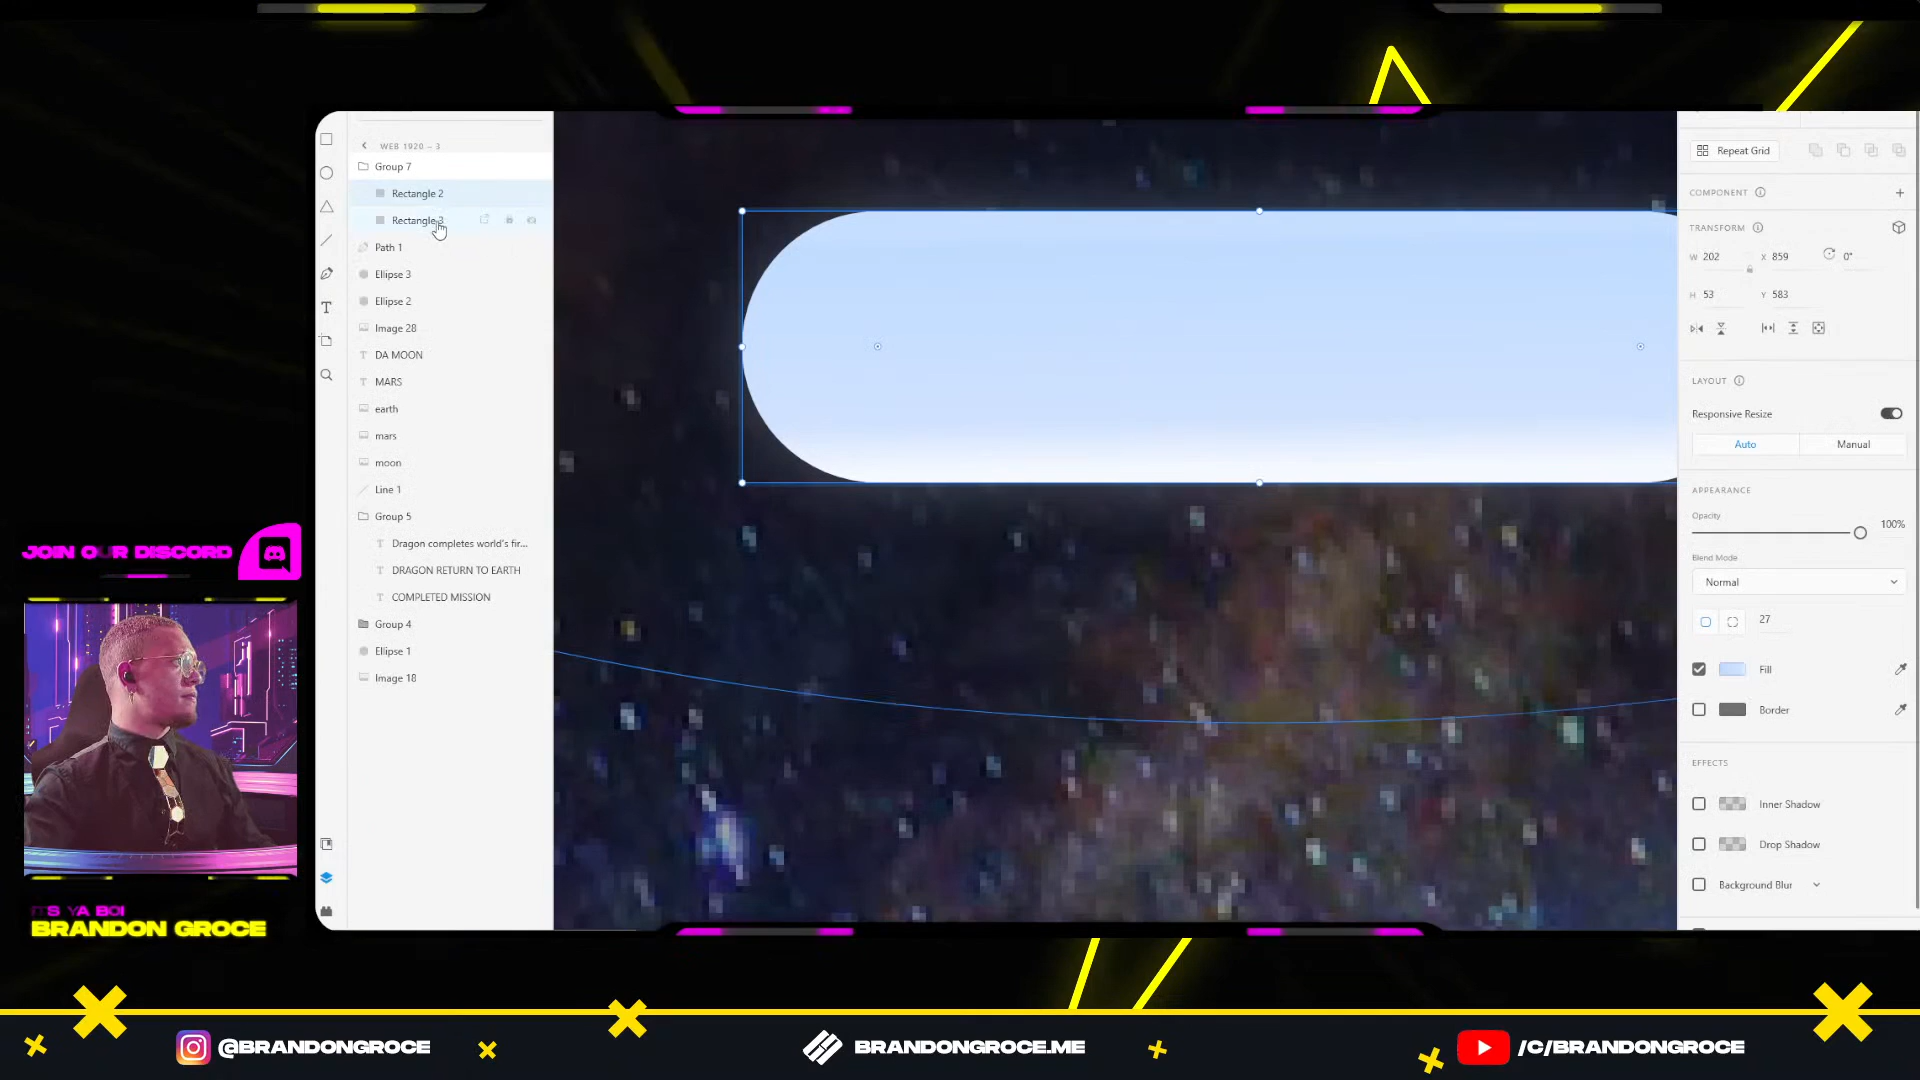 WEB 1920 – 3
Group 7
Rectangle 2
Rectangle 3
Path 1
Ellipse 3
Ellipse 2
Image 28
DA MOON
MARS
earth
mars
moon
Line 1
Group 5
Dragon completes world's fir...
DRAGON RETURN TO EARTH
COMPLETED MISSION
Group 4
Ellipse 1
Image 18
Repeat Grid
COMPONENT
TRANSFORM
W 202 X 859 0°
H 53 Y 583
LAYOUT
Responsive Resize
Auto Manual
APPEARANCE
Opacity
100%
Blend Mode
Normal
27
Fill
Border
EFFECTS
Inner Shadow
Drop Shadow
Background Blur
JOIN OUR DISCORD
IT'S YA BOI
BRANDON GROCE
@BRANDONGROCE
BRANDONGROCE.ME
/C/BRANDONGROCE